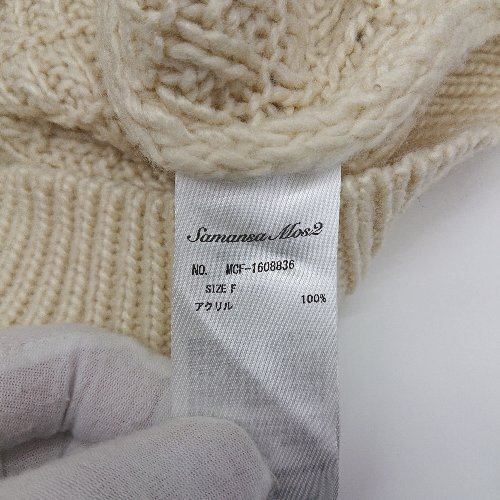 Samansa Mos2
NO. MCF-1608836
SIZE F
アクリル 100%